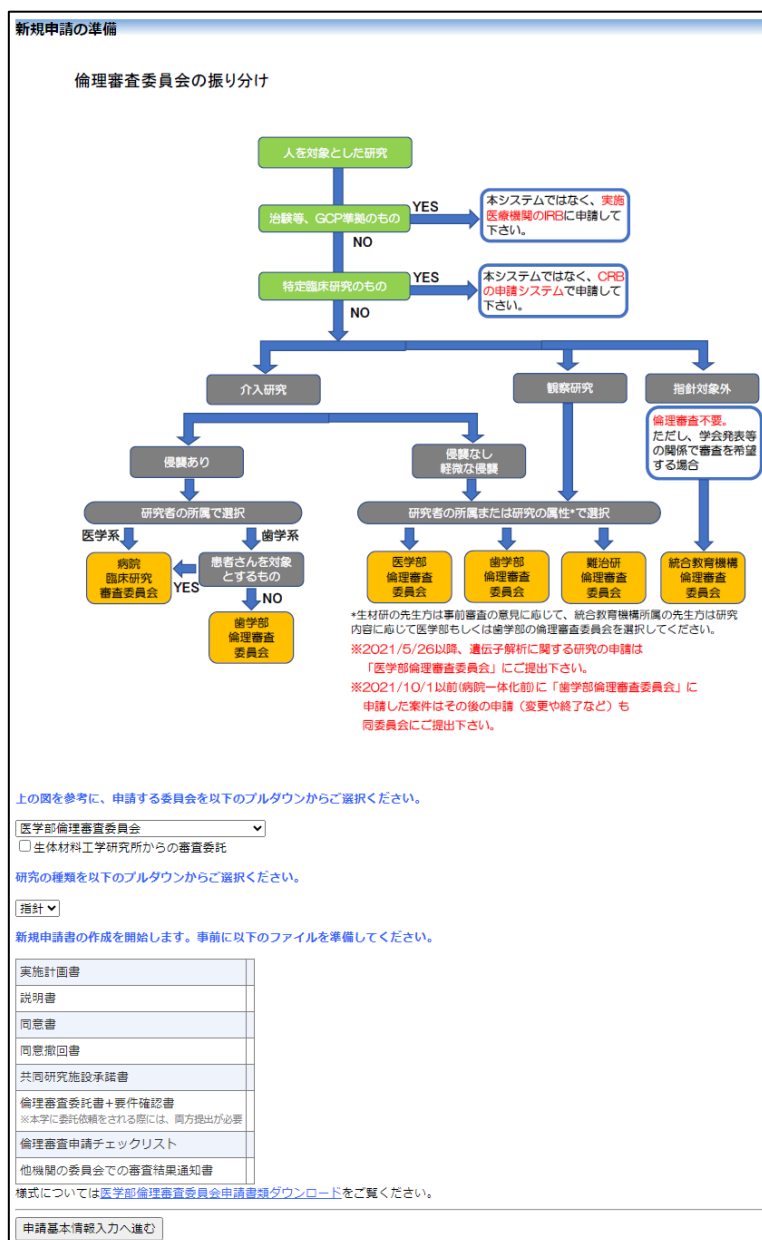 新規申請の準備
倫理審査委員会の振り分け
人を対象とした研究
治験等、GCP準拠のもの
YES
本システムではなく、実施
医療機関のIRBに申請して
下さい。
NO
特定臨床研究のもの
YES
本システムではなく、CRB
の申請システムで申請して
下さい。
NO
介入研究
観察研究
指針対象外
倫理審査不要。
ただし、学会発表等
の関係で審査を希望
する場合
侵襲あり
侵襲なし
軽微な侵襲
研究者の所属で選択
研究者の所属または研究の属性*で選択
医学系
歯学系
病院
臨床研究
審査委員会
YES
患者さんを対象
とするもの
NO
歯学部
倫理審査
委員会
医学部
倫理審査
委員会
歯学部
倫理審査
委員会
難治研
倫理審査
委員会
統合教育機構
倫理審査
委員会
*生材研の先生方は事前審査の意見に応じて、統合教育機構所属の先生方は研究
内容に応じて医学部もしくは歯学部の倫理審査委員会を選択してください。
※2021/5/26以降、遺伝子解析に関する研究の申請は
「医学部倫理審査委員会」にご提出下さい。
※2021/10/1以前(病院一体化前)に「歯学部倫理審査委員会」に
申請した案件はその後の申請（変更や終了など）も
同委員会にご提出下さい。
上の図を参考に、申請する委員会を以下のプルダウンからご選択ください。
医学部倫理審査委員会
生体材料工学研究所からの審査委託
研究の種類を以下のプルダウンからご選択ください。
指針
新規申請書の作成を開始します。事前に以下のファイルを準備してください。
実施計画書
説明書
同意書
同意撤回書
共同研究施設承諾書
倫理審査委託書+要件確認書
※本学に委託依頼をされる際には、両方提出が必要
倫理審査申請チェックリスト
他機関の委員会での審査結果通知書
様式については医学部倫理審査委員会申請書類ダウンロードをご覧ください。
申請基本情報入力へ進む